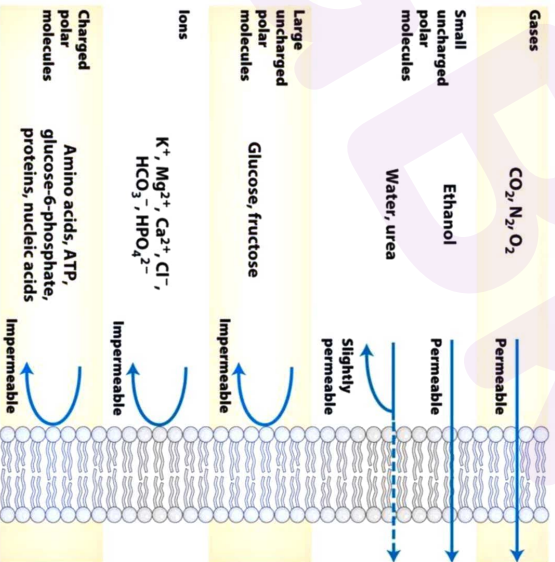 Gases
CO2, N2, O2
Permeable
Small
uncharged
polar
molecules
Ethanol
Permeable
Water, urea
Slightly
permeable
Large
uncharged
polar
molecules
Glucose, fructose
Impermeable
Ions
K⁺, Mg²⁺, Ca²⁺, Cl⁻,
HCO₃⁻, HPO₄²⁻
Impermeable
Charged
polar
molecules
Amino acids, ATP,
glucose-6-phosphate,
proteins, nucleic acids
Impermeable